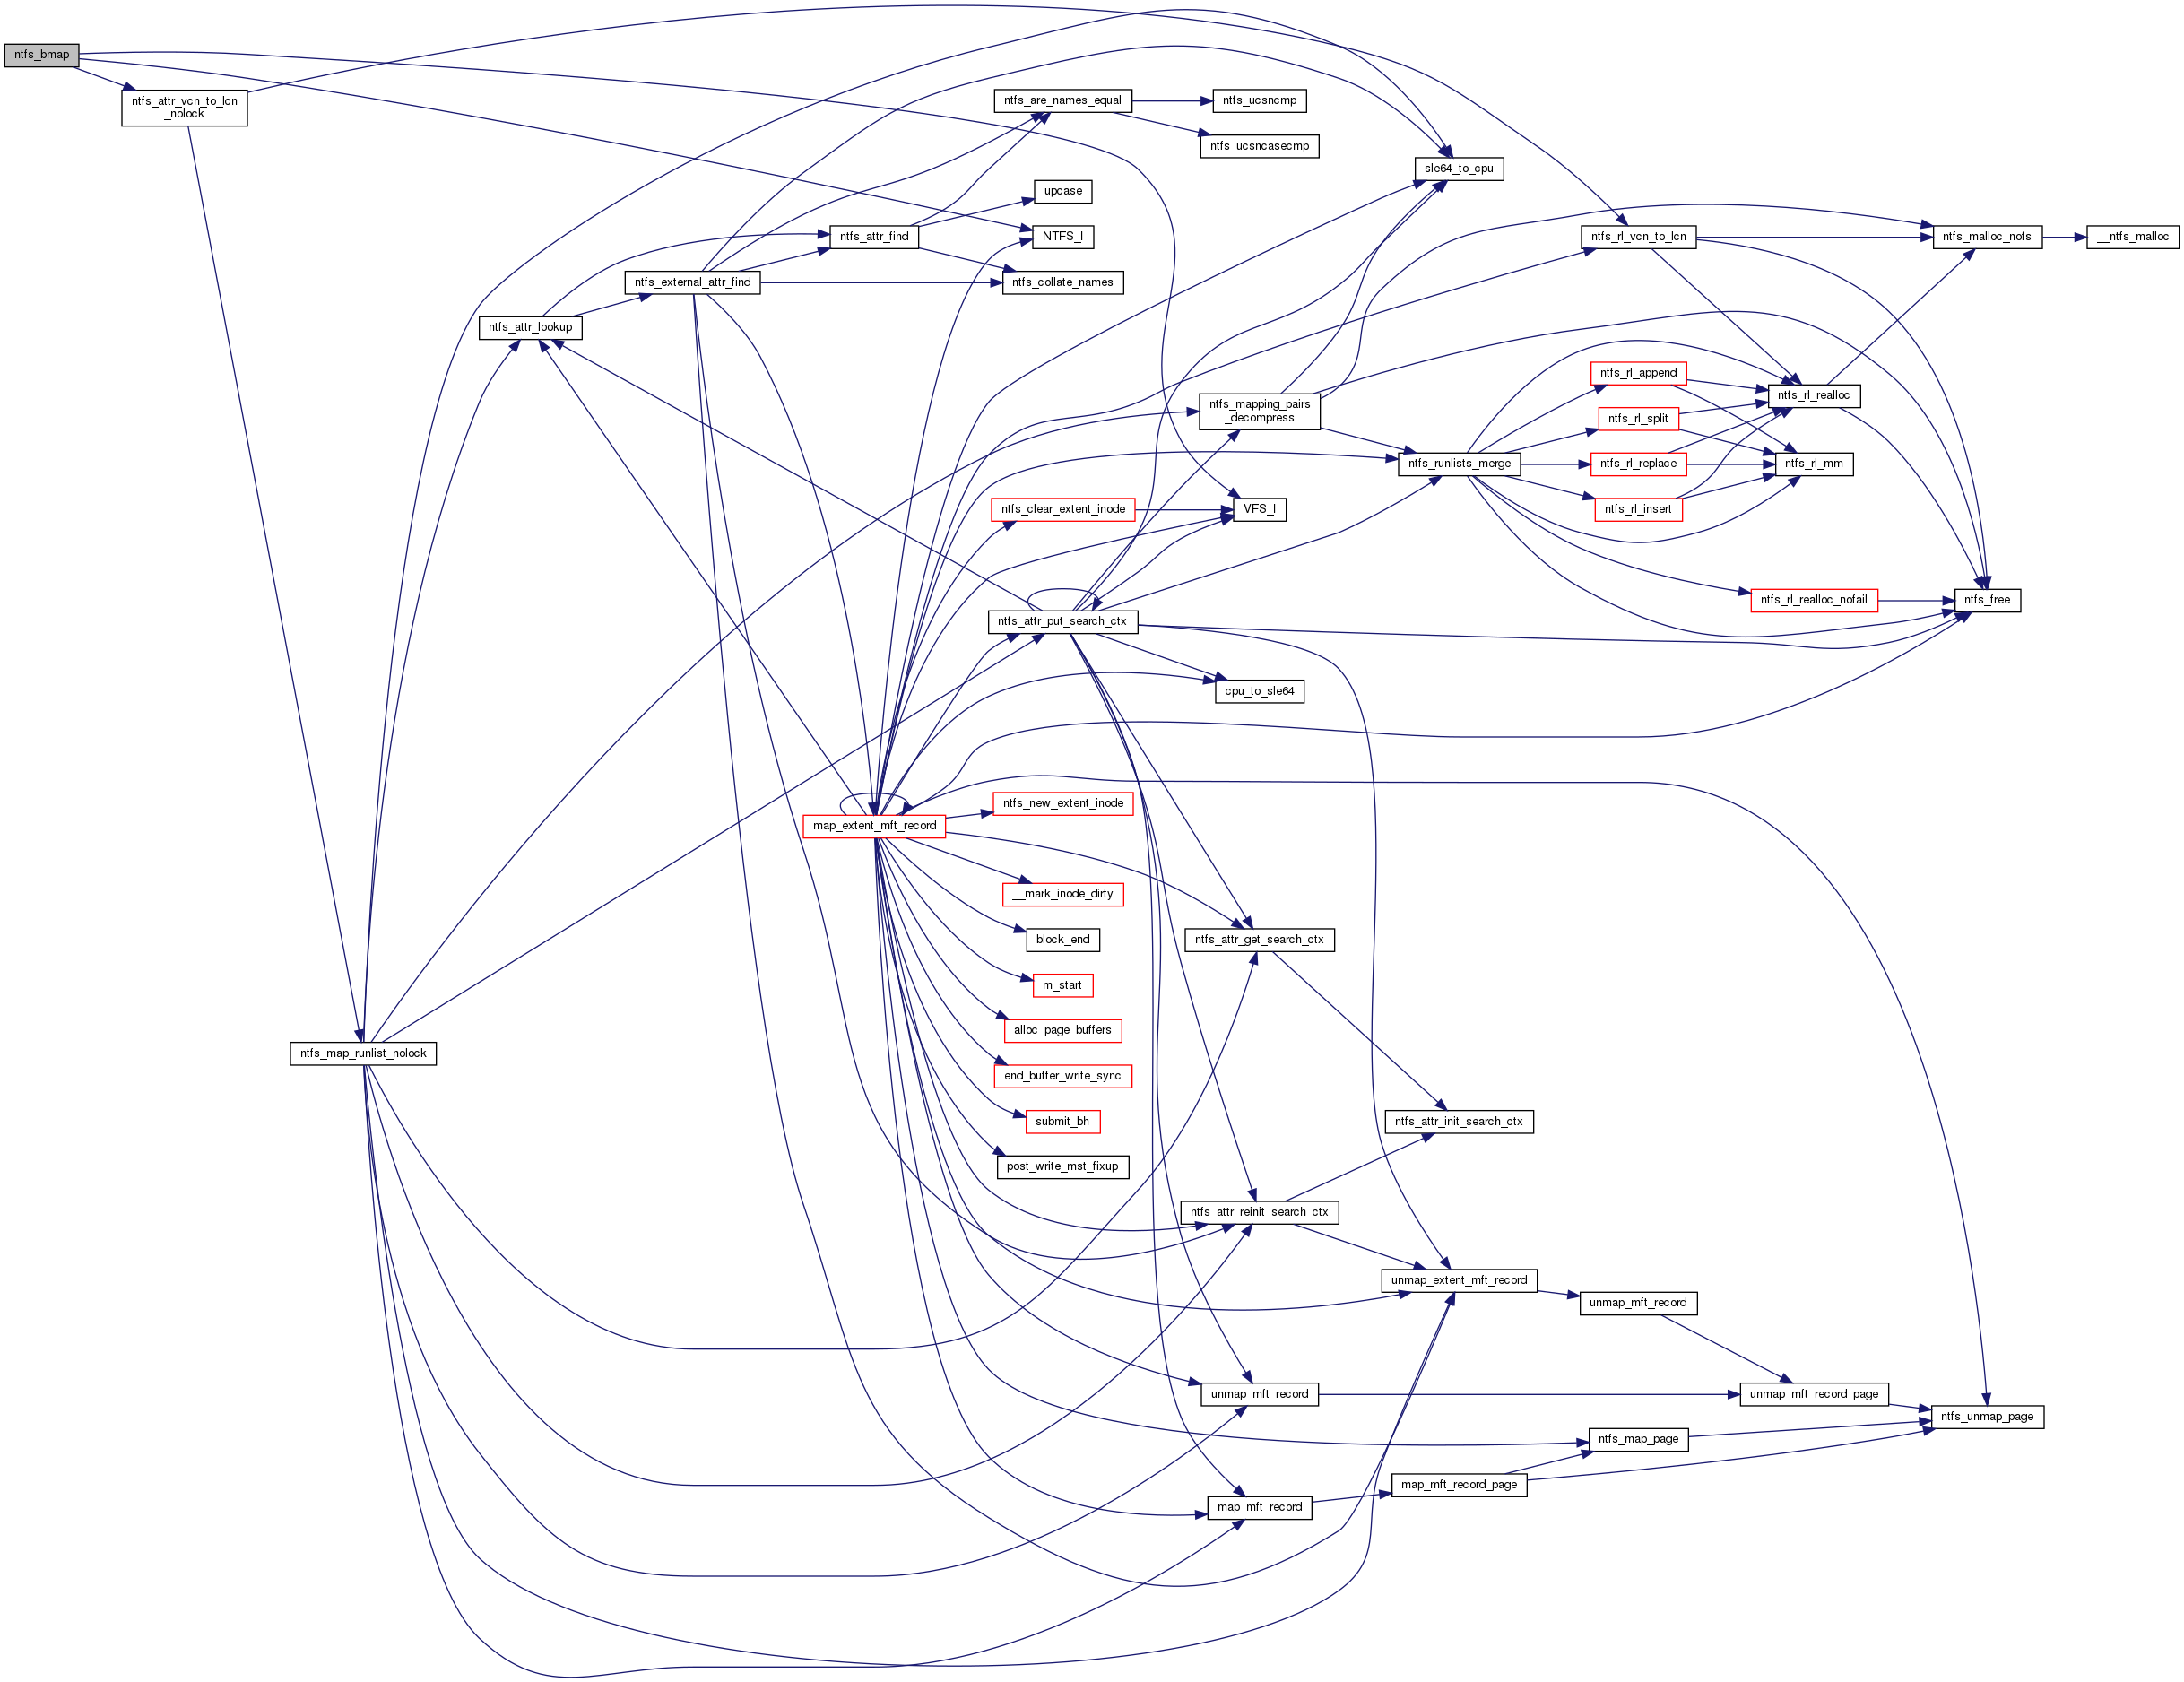 ntfs_bmap
ntfs_attr_vcn_to_lcn
_nolock
ntfs_are_names_equal
ntfs_ucsncmp
ntfs_ucsncasecmp
sle64_to_cpu
upcase
ntfs_attr_find
NTFS_I
ntfs_rl_vcn_to_lcn
ntfs_malloc_nofs
__ntfs_malloc
ntfs_external_attr_find
ntfs_collate_names
ntfs_attr_lookup
ntfs_rl_append
ntfs_rl_realloc
ntfs_mapping_pairs
_decompress
ntfs_rl_split
ntfs_runlists_merge
ntfs_rl_replace
ntfs_rl_mm
ntfs_clear_extent_inode
VFS_I
ntfs_rl_insert
ntfs_rl_realloc_nofail
ntfs_free
ntfs_attr_put_search_ctx
cpu_to_sle64
ntfs_new_extent_inode
map_extent_mft_record
__mark_inode_dirty
block_end
ntfs_attr_get_search_ctx
m_start
alloc_page_buffers
ntfs_map_runlist_nolock
end_buffer_write_sync
submit_bh
ntfs_attr_init_search_ctx
post_write_mst_fixup
ntfs_attr_reinit_search_ctx
unmap_extent_mft_record
unmap_mft_record
unmap_mft_record
unmap_mft_record_page
ntfs_unmap_page
ntfs_map_page
map_mft_record_page
map_mft_record